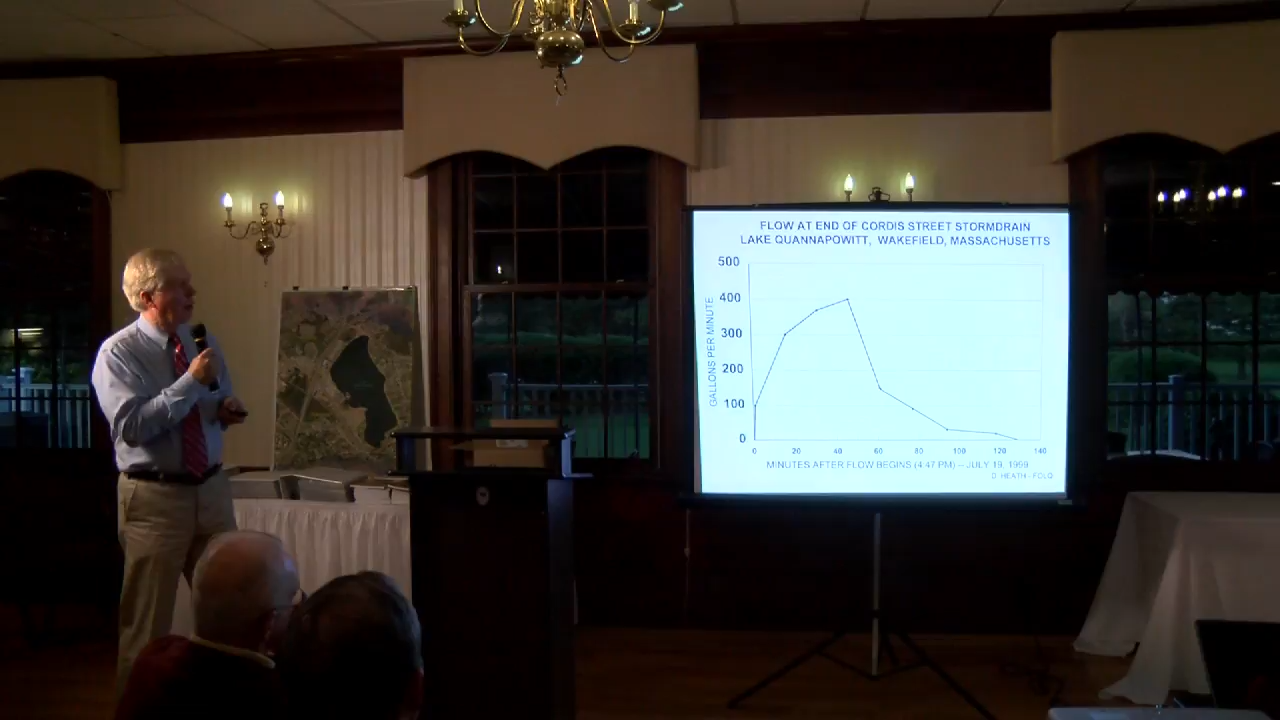 FLOW AT END OF CORDIS STREET STORMDRAIN
LAKE QUANNAPOWITT, WAKEFIELD, MASSACHUSETTS
500
400
300
200
100
0
GALLONS PER MINUTE
0 20 40 60 80 100 120 140
MINUTES AFTER FLOW BEGINS (4:47 PM) – JULY 19, 1999
D. HEATH - FOLQ